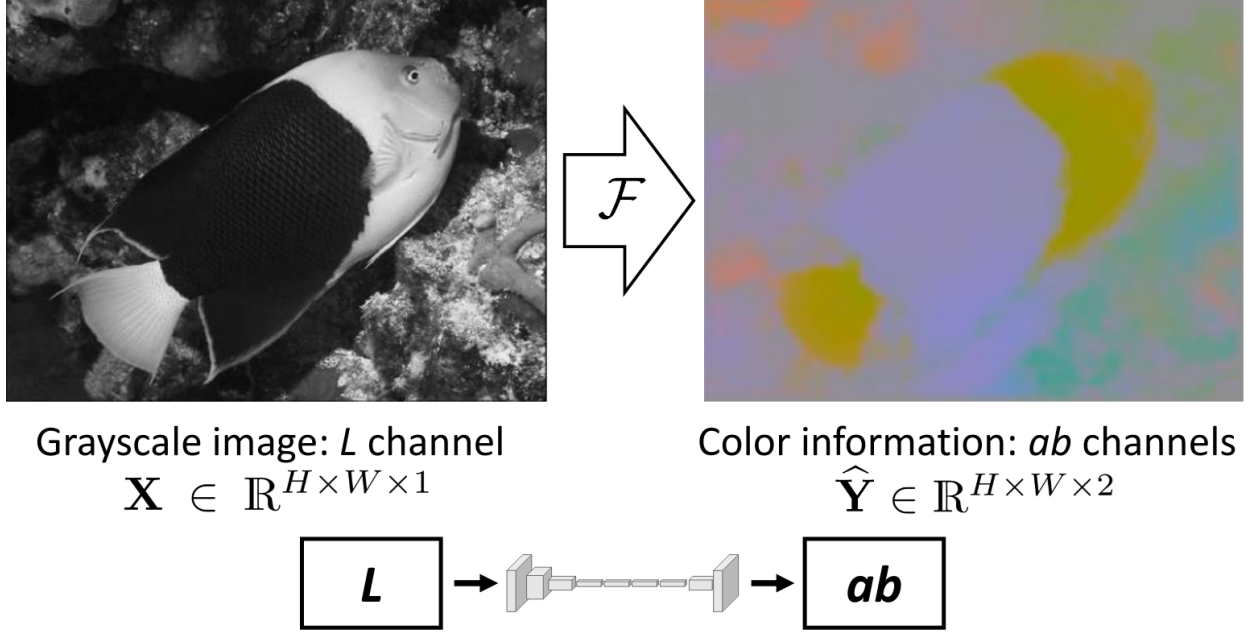 ℱ
Grayscale image: L channel
X ∈ ℝ^{H×W×1}
Color information: ab channels
Ŷ ∈ ℝ^{H×W×2}
L
ab